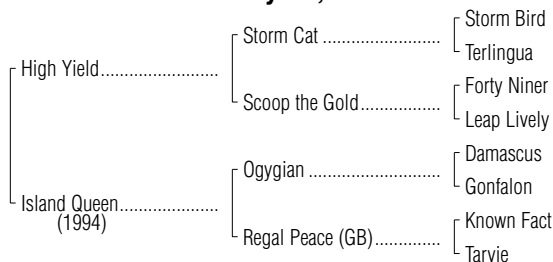 Storm Bird
Storm Cat..........................
Terlingua
High Yield..................................
Forty Niner
Scoop the Gold.................
Leap Lively
Damascus
Ogygian ...........................
Gonfalon
Island Queen............................
(1994)
Known Fact
Regal Peace (GB)..............
Tarvie